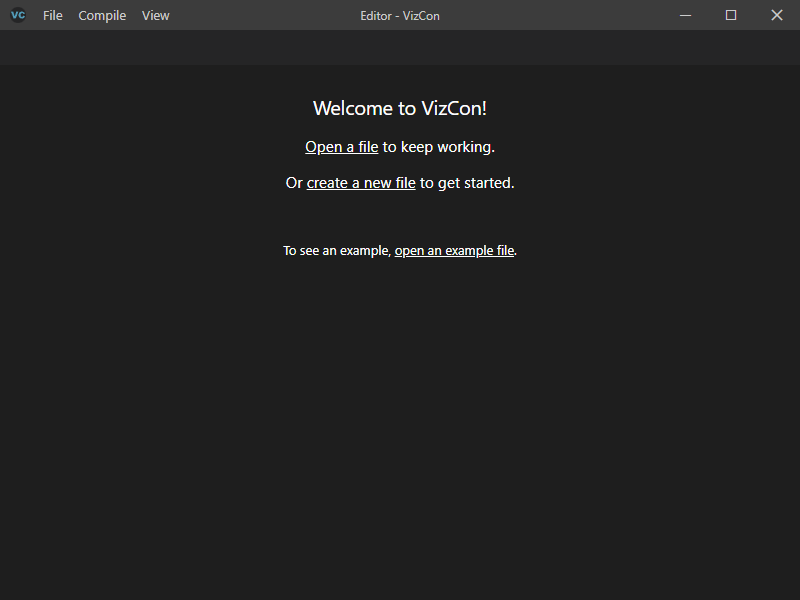 VC File Compile View Editor - VizCon
Welcome to VizCon!
Open a file to keep working.
Or create a new file to get started.
To see an example, open an example file.